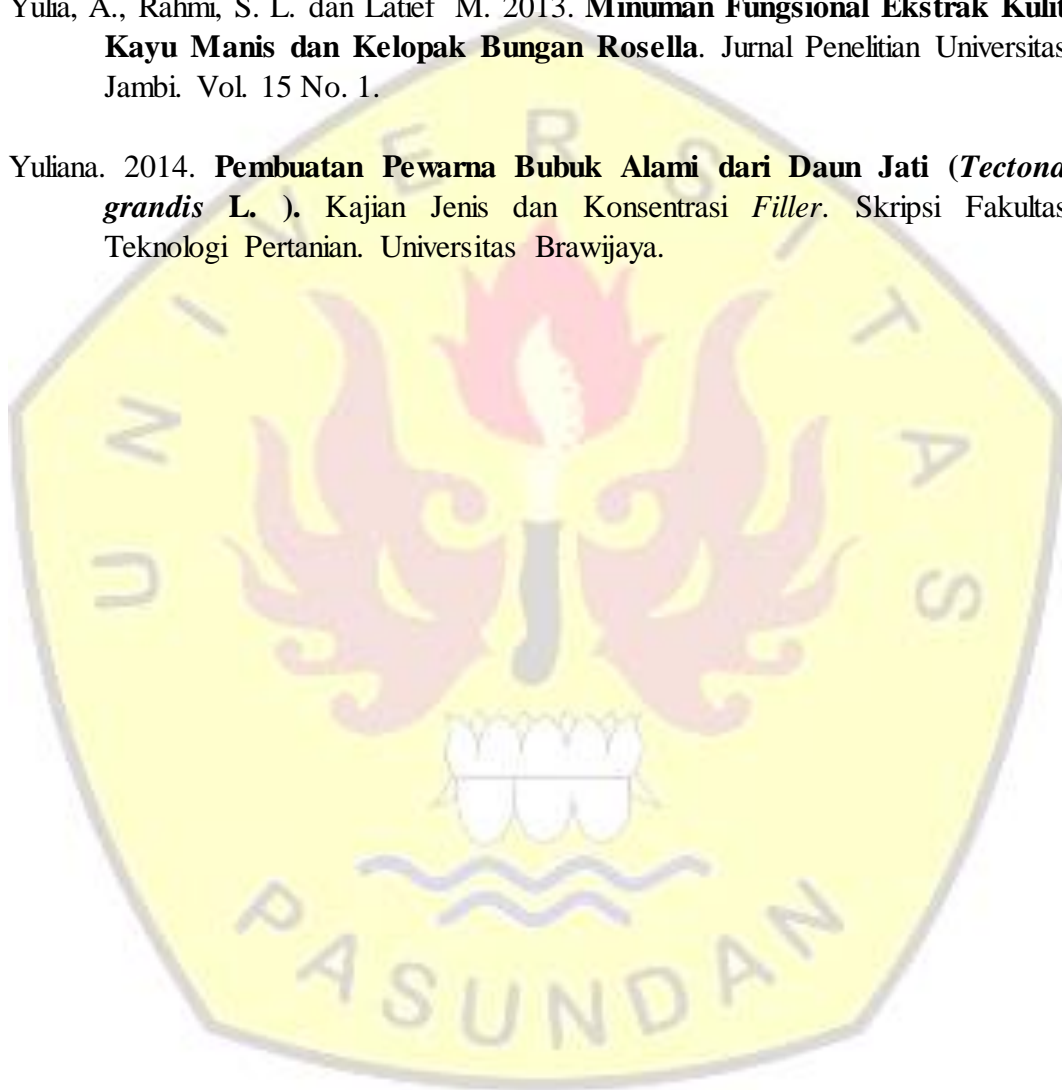 Yulia, A., Rahmi, S. L. dan Latief M. 2013. Minuman Fungsional Ekstrak Kulit
Kayu Manis dan Kelopak Bungan Rosella. Jurnal Penelitian Universitas
Jambi. Vol. 15 No. 1.
Yuliana. 2014. Pembuatan Pewarna Bubuk Alami dari Daun Jati (Tectona
grandis L. ). Kajian Jenis dan Konsentrasi Filler. Skripsi Fakultas
Teknologi Pertanian. Universitas Brawijaya.
UNIVERSITAS
PASUNDAN